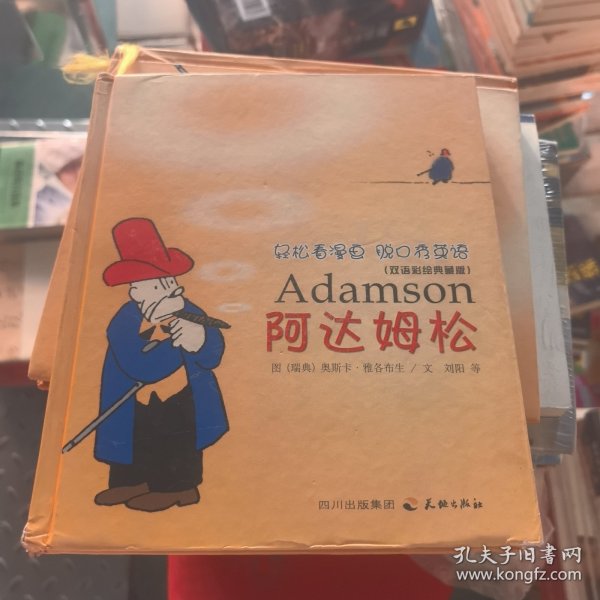 轻松看漫画 脱口秀英语
(双语彩绘典藏版)
Adamson
阿达姆松
图 (瑞典) 奥斯卡·雅各布生 / 文 刘阳 等
四川出版集团 天地出版社
孔夫子旧书网
www.kongfz.com